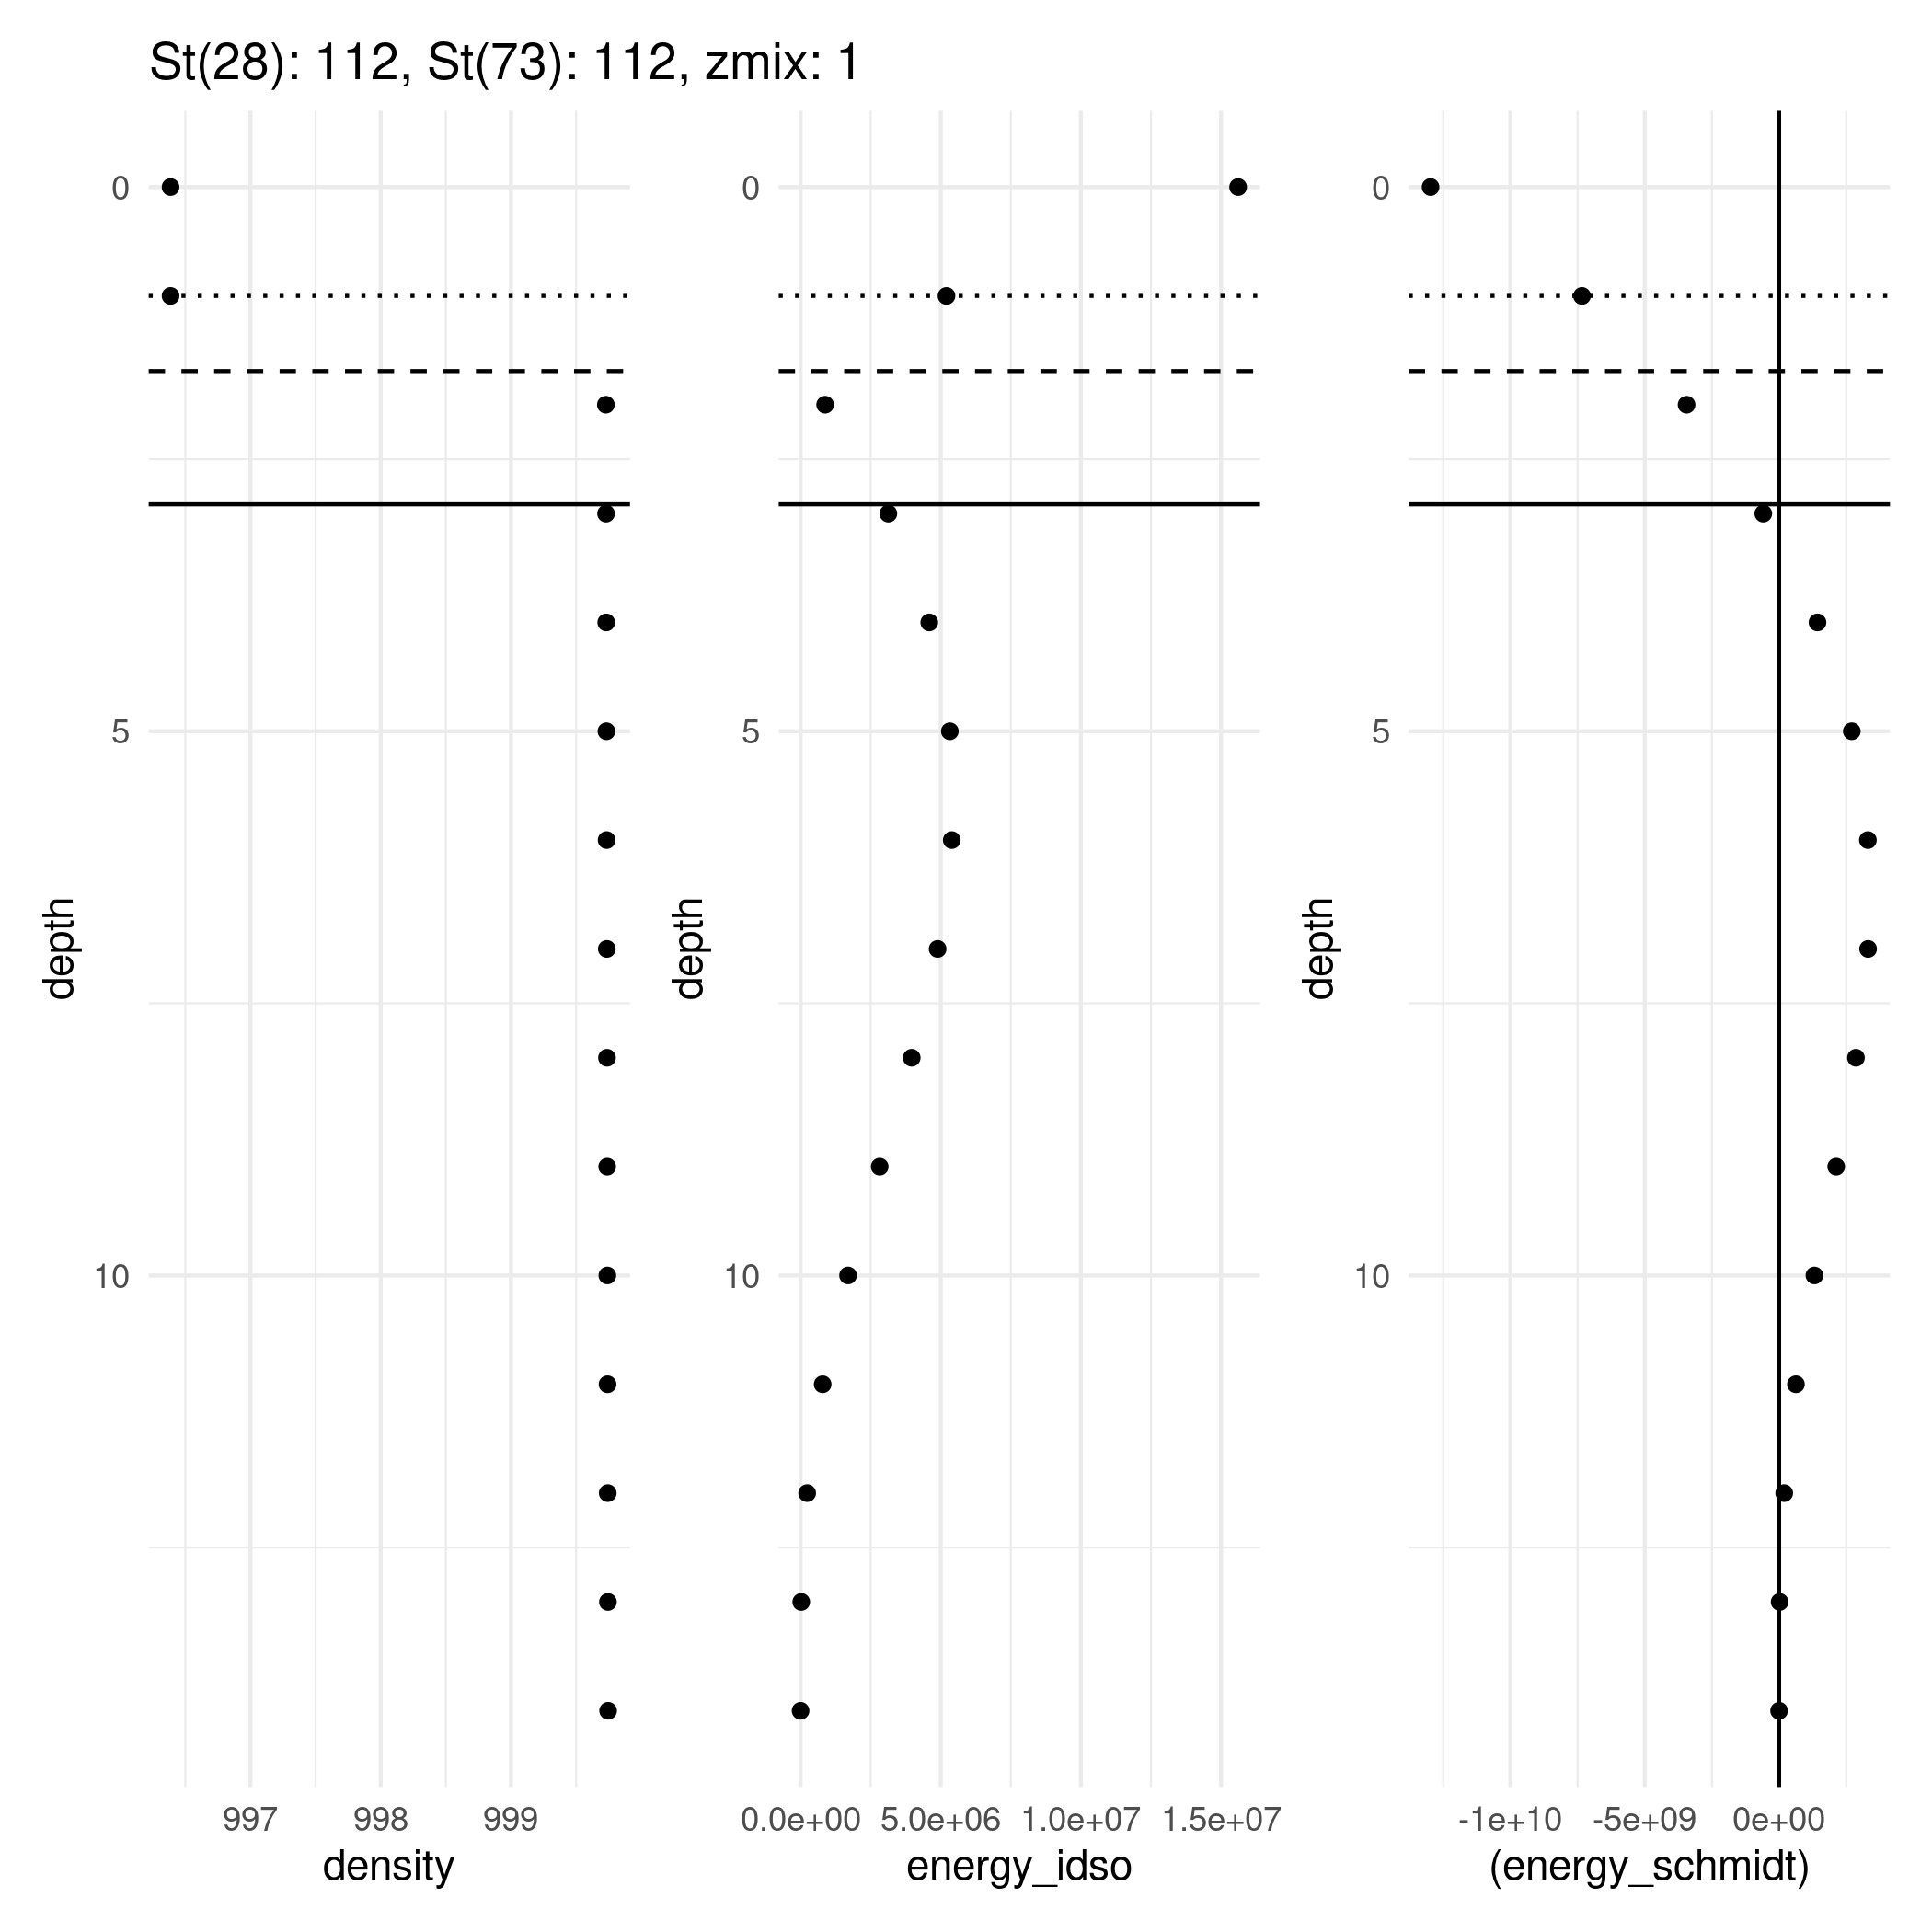 St(28): 112, St(73): 112, zmix: 1
0
5
10
depth
997 998 999
density
0
5
10
depth
0.0e+00 5.0e+06 1.0e+07 1.5e+07
energy_idso
0
5
10
depth
-1e+10 -5e+09 0e+00
(energy_schmidt)